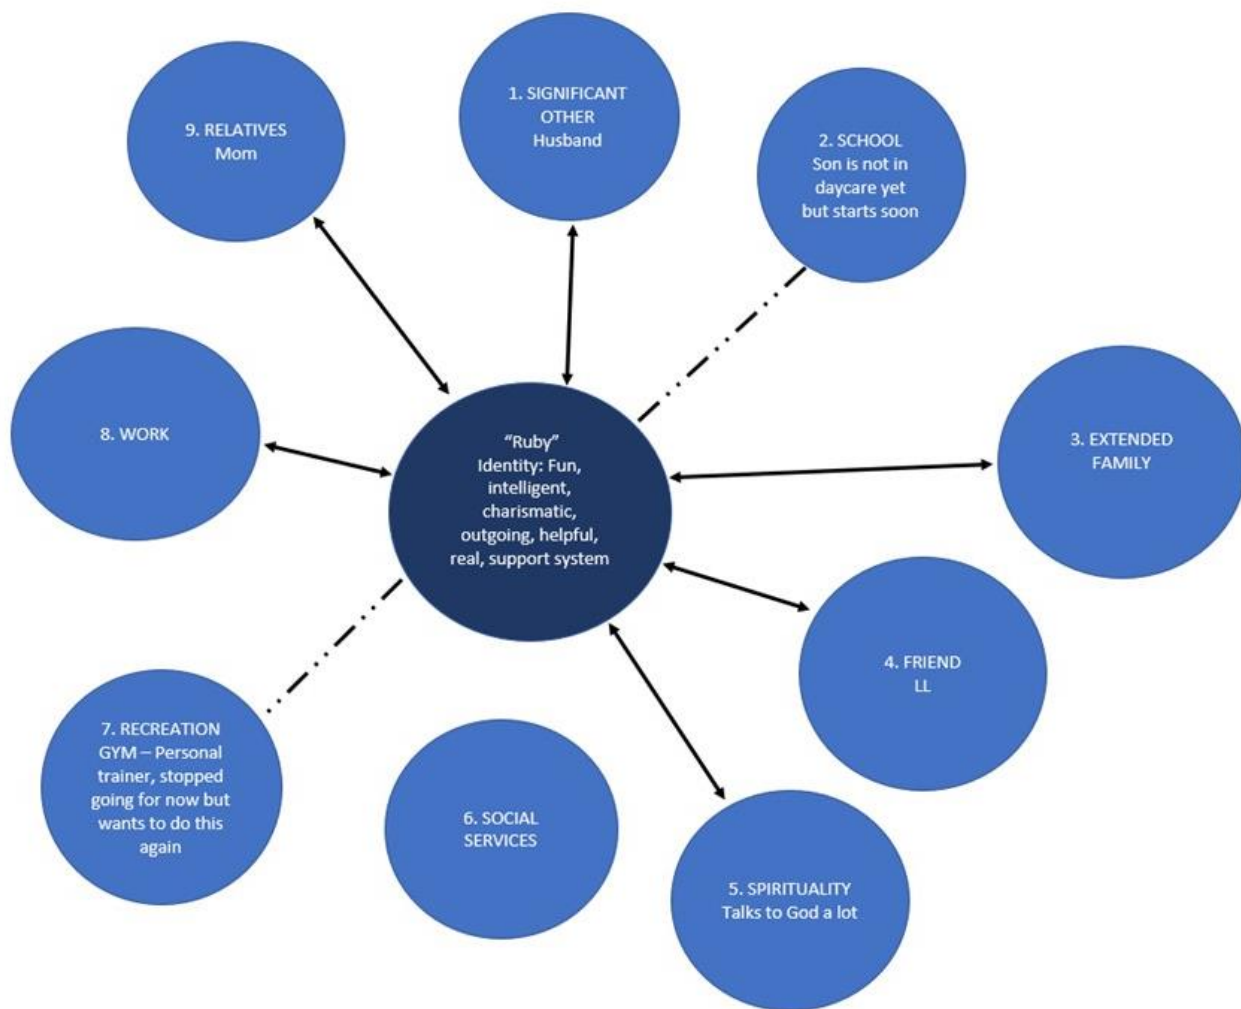 1. SIGNIFICANT
OTHER
Husband
2. SCHOOL
Son is not in
daycare yet
but starts soon
3. EXTENDED
FAMILY
4. FRIEND
LL
5. SPIRITUALITY
Talks to God a lot
6. SOCIAL
SERVICES
7. RECREATION
GYM – Personal
trainer, stopped
going for now but
wants to do this
again
8. WORK
9. RELATIVES
Mom
“Ruby”
Identity: Fun,
intelligent,
charismatic,
outgoing, helpful,
real, support system